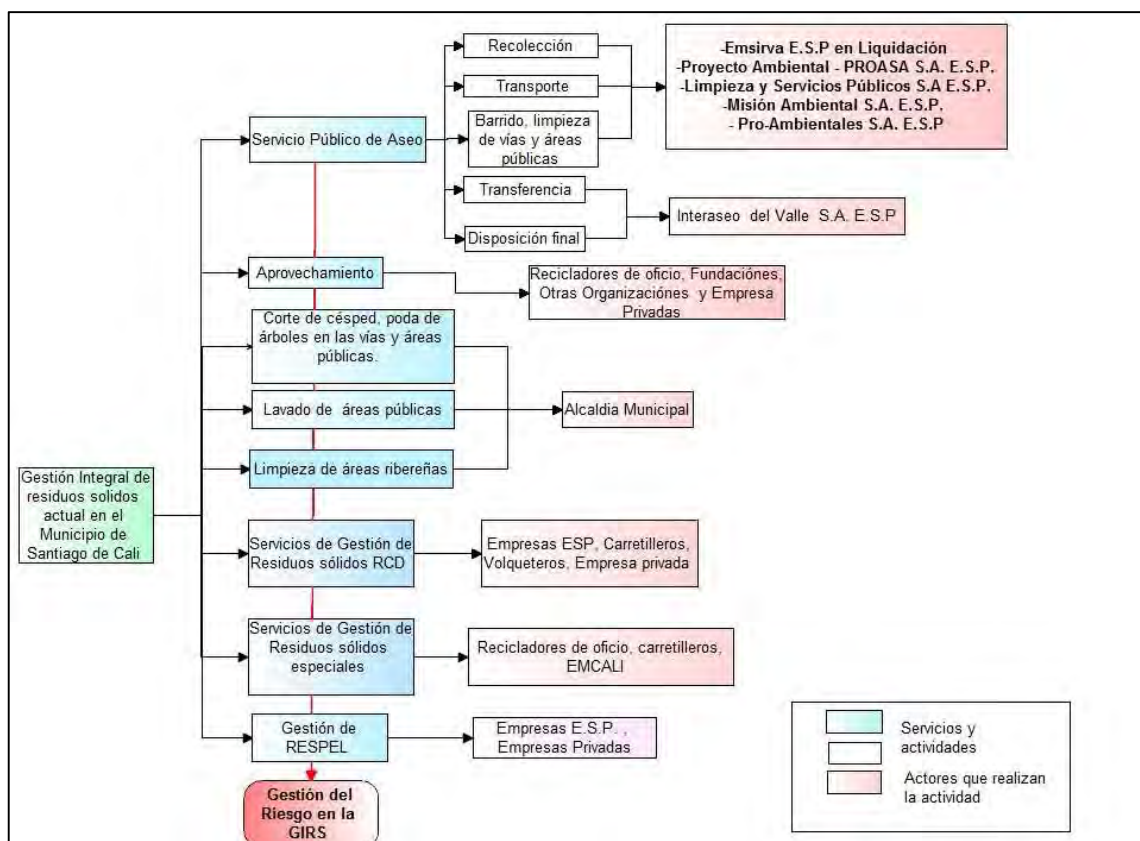 Recolección
Transporte
Barrido, limpieza
de vías y áreas
públicas
Transferencia
Disposición final
-Emsirva E.S.P en Liquidación
-Proyecto Ambiental - PROASA S.A. E.S.P.
-Limpieza y Servicios Públicos S.A E.S.P.
-Misión Ambiental S.A. E.S.P.
- Pro-Ambientales S.A. E.S.P
Servicio Público de Aseo
Interaseo del Valle S.A. E.S.P
Aprovechamiento
Recicladores de oficio, Fundaciónes,
Otras Organizaciónes y Empresa
Privadas
Corte de césped, poda de
árboles en las vías y áreas
públicas.
Lavado de áreas públicas
Alcaldia Municipal
Limpieza de áreas ribereñas
Gestión Integral de
residuos solidos
actual en el
Municipio de
Santiago de Cali
Servicios de Gestión de
Residuos sólidos RCD
Empresas ESP, Carretilleros,
Volqueteros, Empresa privada
Servicios de Gestión de
Residuos sólidos
especiales
Recicladores de oficio, carretilleros,
EMCALI
Gestión de
RESPEL
Empresas E.S.P. ,
Empresas Privadas
Gestión del
Riesgo en la
GIRS
Servicios y
actividades
Actores que realizan
la actividad